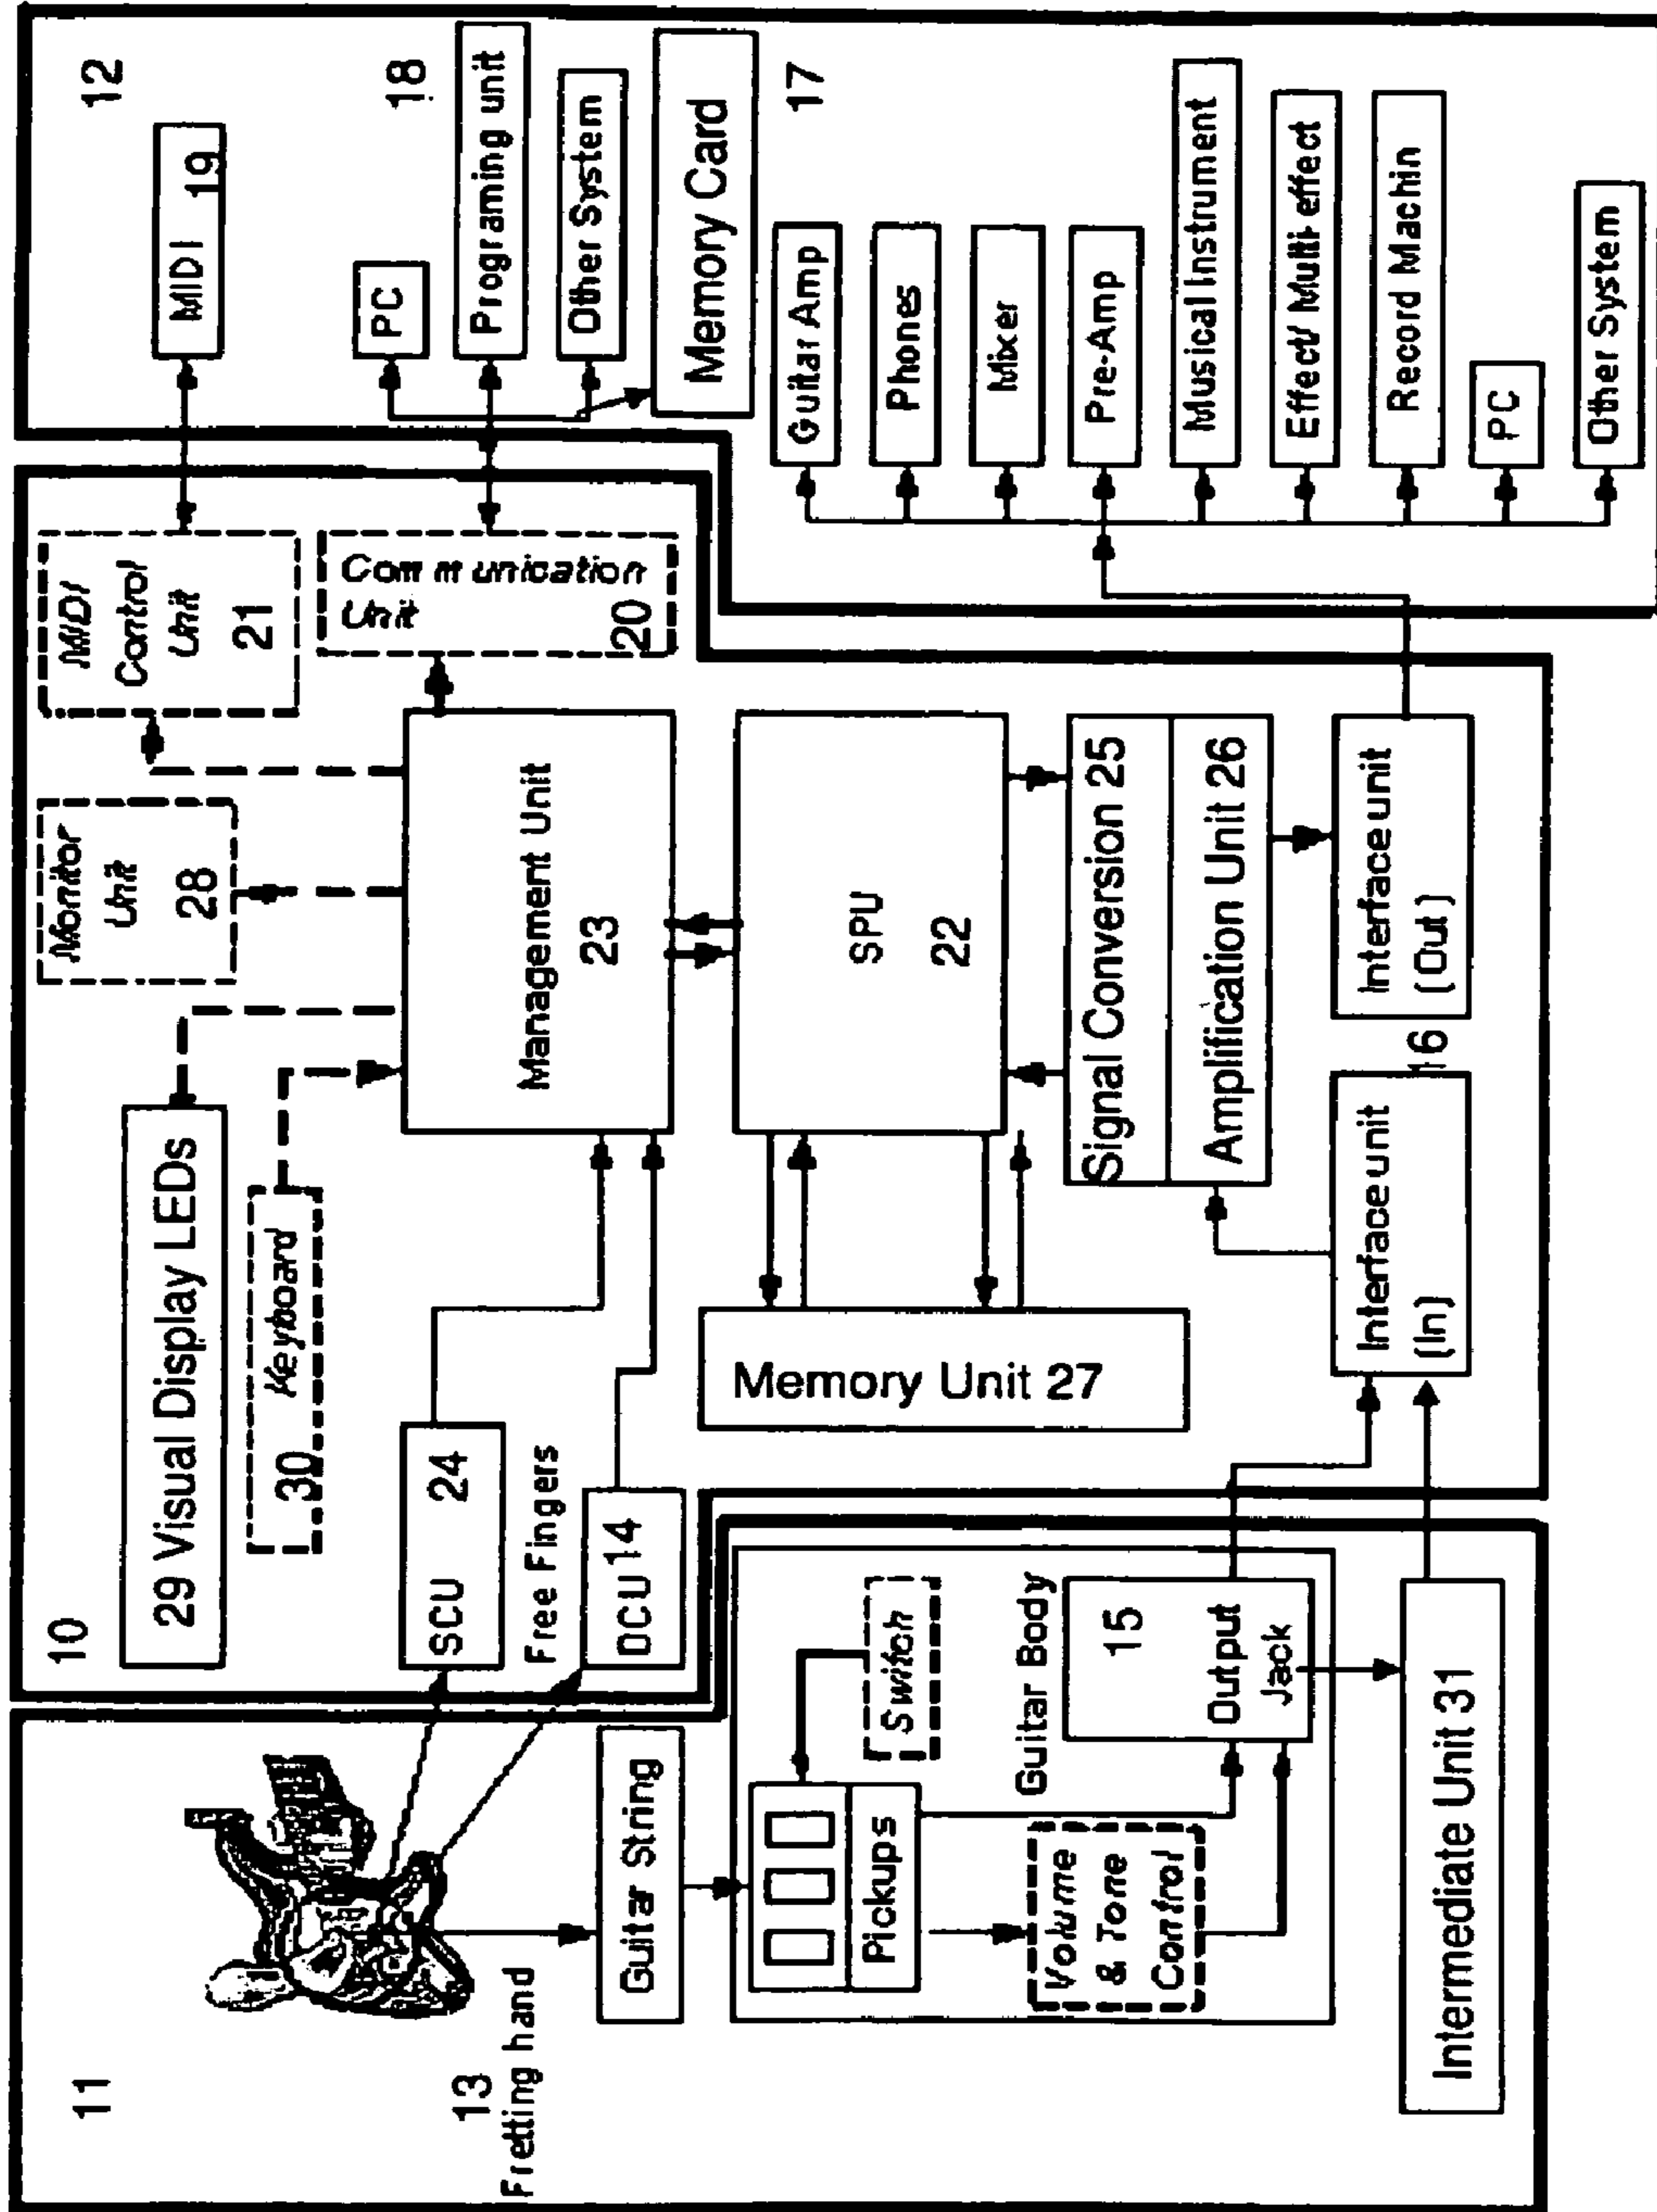 11
13
Fretting hand
Guitar String
Pickups
Switch
Volume
& Tone
Control
Guitar Body
15
Output
Jack
Intermediate Unit 31
10
29 Visual Display LEDs
30 Keyboard
SCU 24
Free Fingers
DCU 14
Monitor
Unit
28
MIDI
Control
Unit
21
Communication
Unit
20
Management Unit
23
SPU
22
Memory Unit 27
Signal Conversion 25
Amplification Unit 26
Interface unit
(In)
16
Interface unit
(Out)
12
MIDI 19
18
PC
Programing unit
Other System
Memory Card
17
Guitar Amp
Phones
Mixer
Pre-Amp
Musical Instrument
Effect/ Multi-effect
Record Machin
PC
Other System